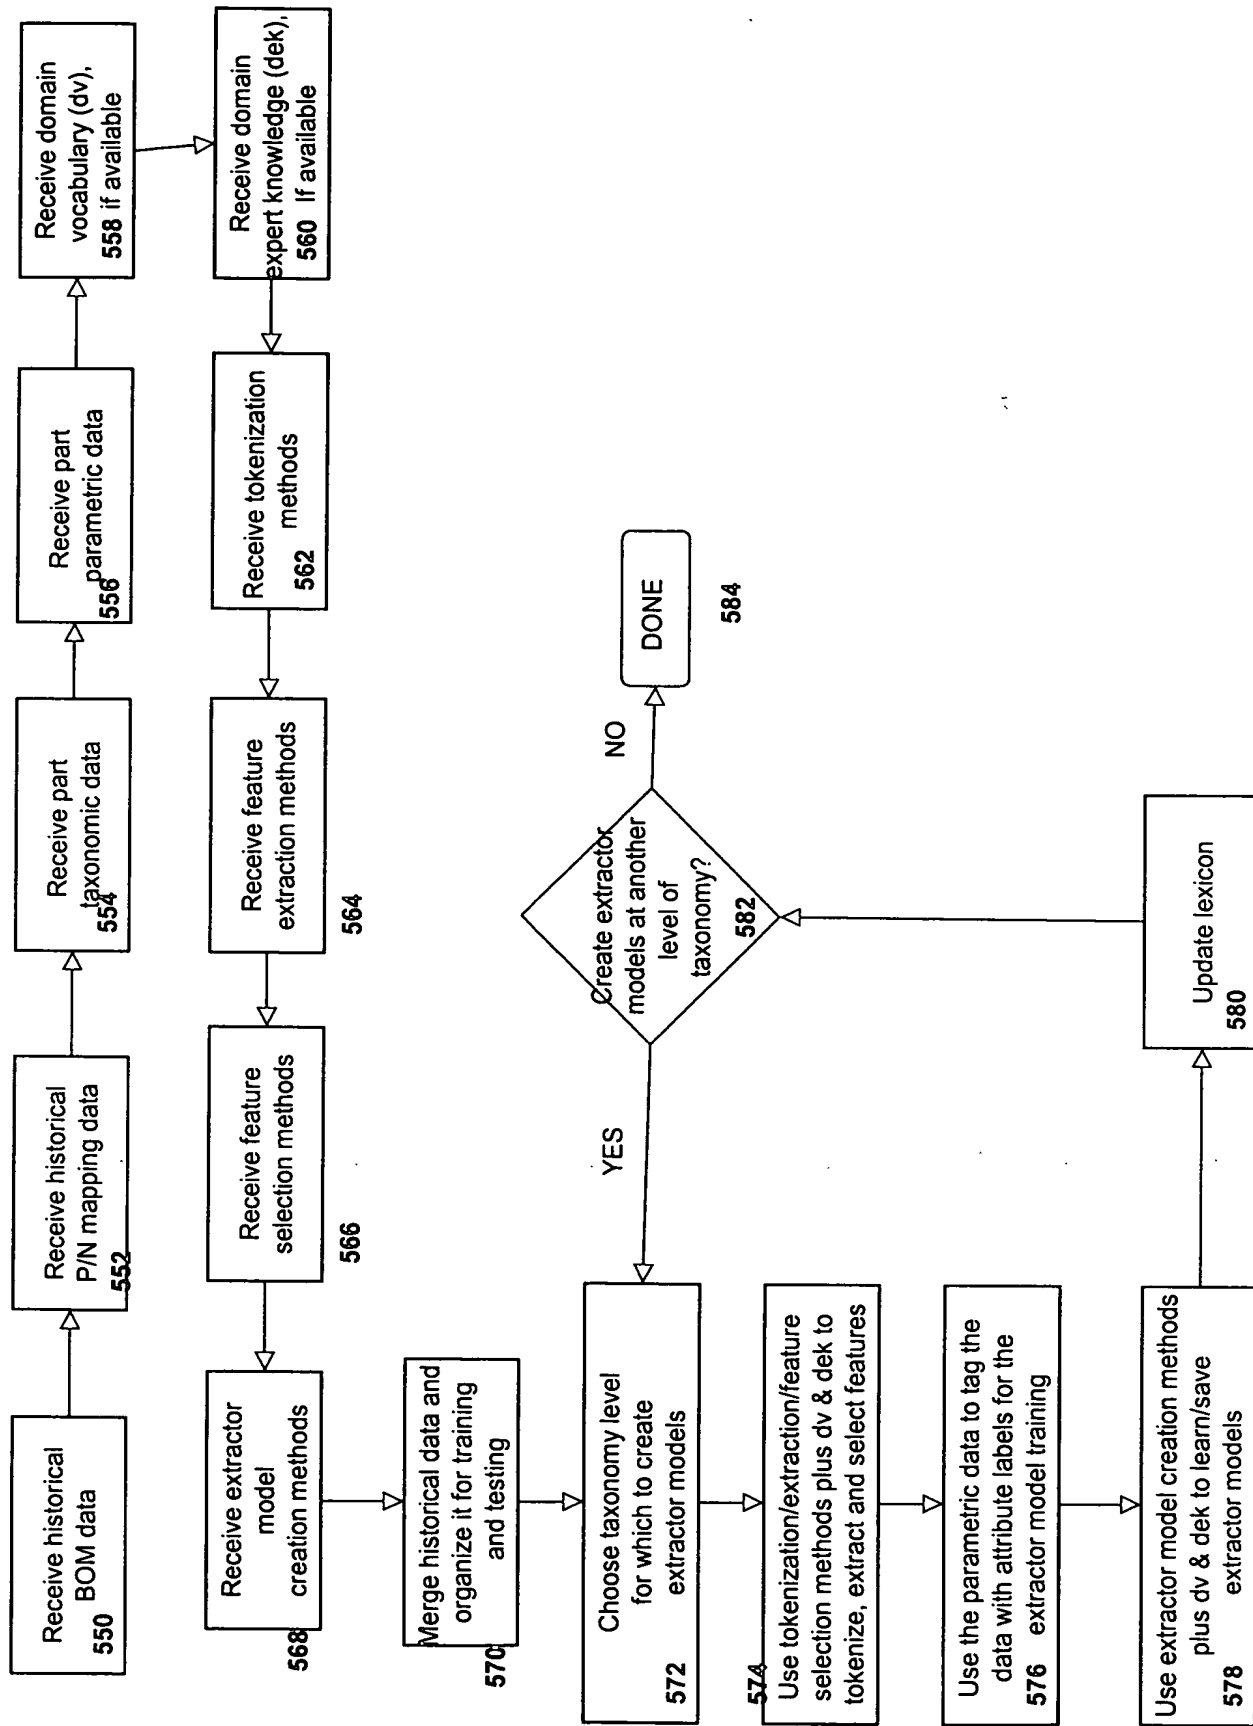 Receive historical
BOM data
550
Receive historical
P/N mapping data
552
Receive part
taxonomic data
554
Receive part
parametric data
556
Receive domain
vocabulary (dv),
558 if available
Receive domain
expert knowledge (dek),
560 If available
Receive tokenization
methods
562
Receive feature
extraction methods
564
Receive feature
selection methods
566
Receive extractor
model
creation methods
568
Merge historical data and
organize it for training
and testing
570
Choose taxonomy level
for which to create
extractor models
572
Use tokenization/extraction/feature
selection methods plus dv & dek to
tokenize, extract and select features
574
Use the parametric data to tag the
data with attribute labels for the
576 extractor model training
Use extractor model creation methods
plus dv & dek to learn/save
extractor models
578
Update lexicon
580
Create extractor
models at another
level of
taxonomy?
582
YES
NO
DONE
584